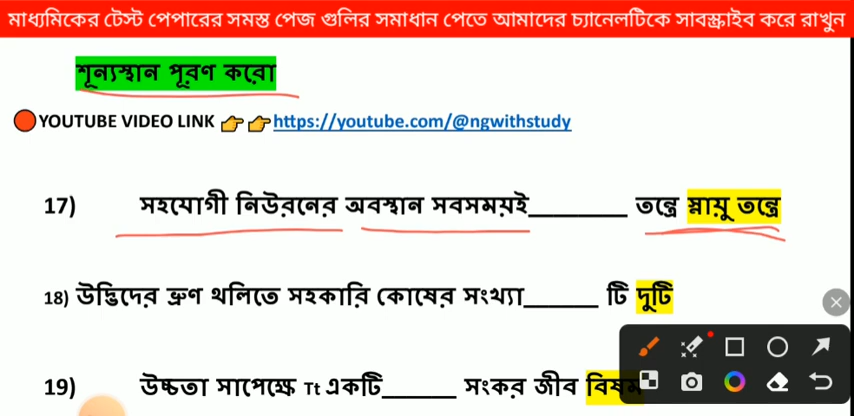 মাধ্যমিকের টেস্ট পেপারের সমস্ত পেজ গুলির সমাধান পেতে আমাদের চ্যানেলটিকে সাবস্ক্রাইব করে রাখুন
শূন্যস্থান পূরণ করো
YOUTUBE VIDEO LINK 👉 👉 https://youtube.com/@ngwithstudy
17) সহযোগী নিউরনের অবস্থান সবসময়ই________ তন্ত্রে স্নায়ু তন্ত্রে
18) উদ্ভিদের ভ্রুণ থলিতে সহকারি কোষের সংখ্যা______ টি দুটি
19) উচ্চতা সাপেক্ষে Tt একটি______ সংকর জীব